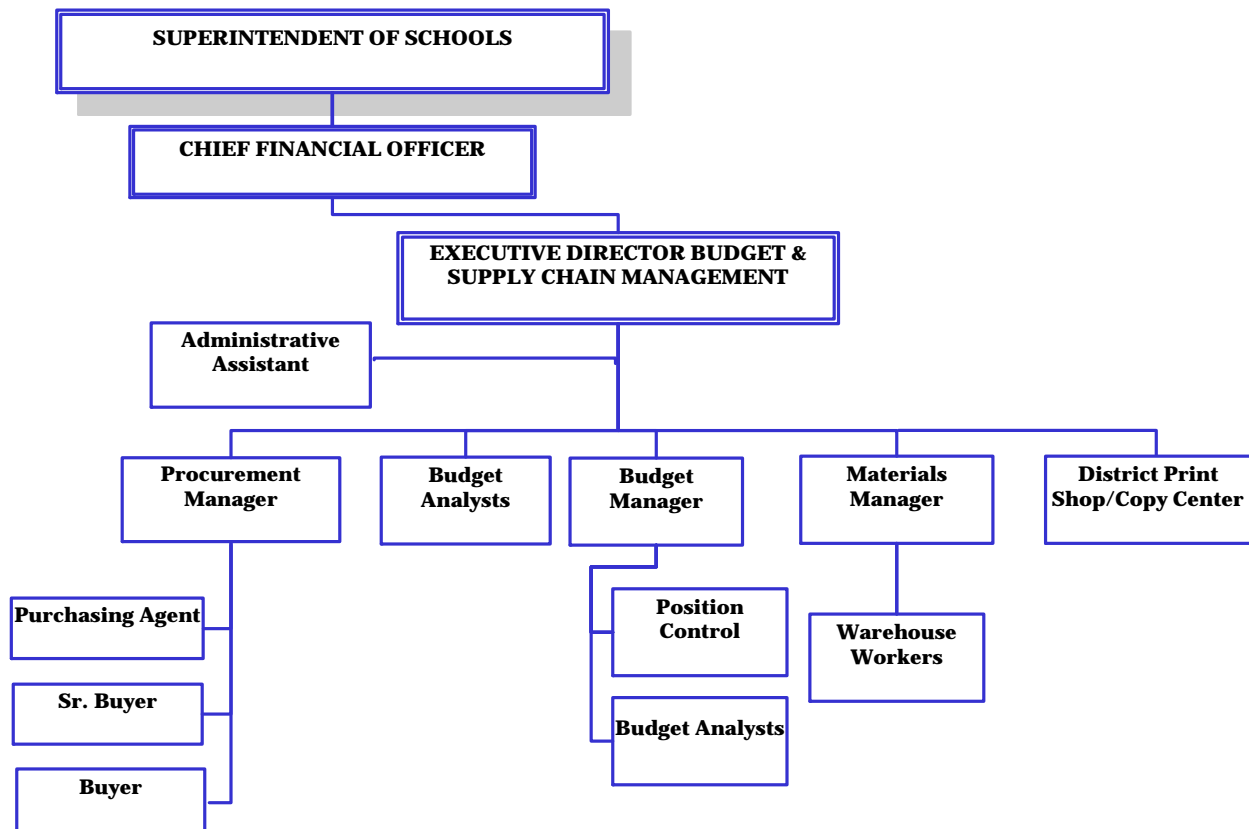 SUPERINTENDENT OF SCHOOLS
CHIEF FINANCIAL OFFICER
EXECUTIVE DIRECTOR BUDGET &
SUPPLY CHAIN MANAGEMENT
Administrative
Assistant
Procurement
Manager
Budget
Analysts
Budget
Manager
Materials
Manager
District Print
Shop/Copy Center
Purchasing Agent
Sr. Buyer
Buyer
Position
Control
Budget Analysts
Warehouse
Workers